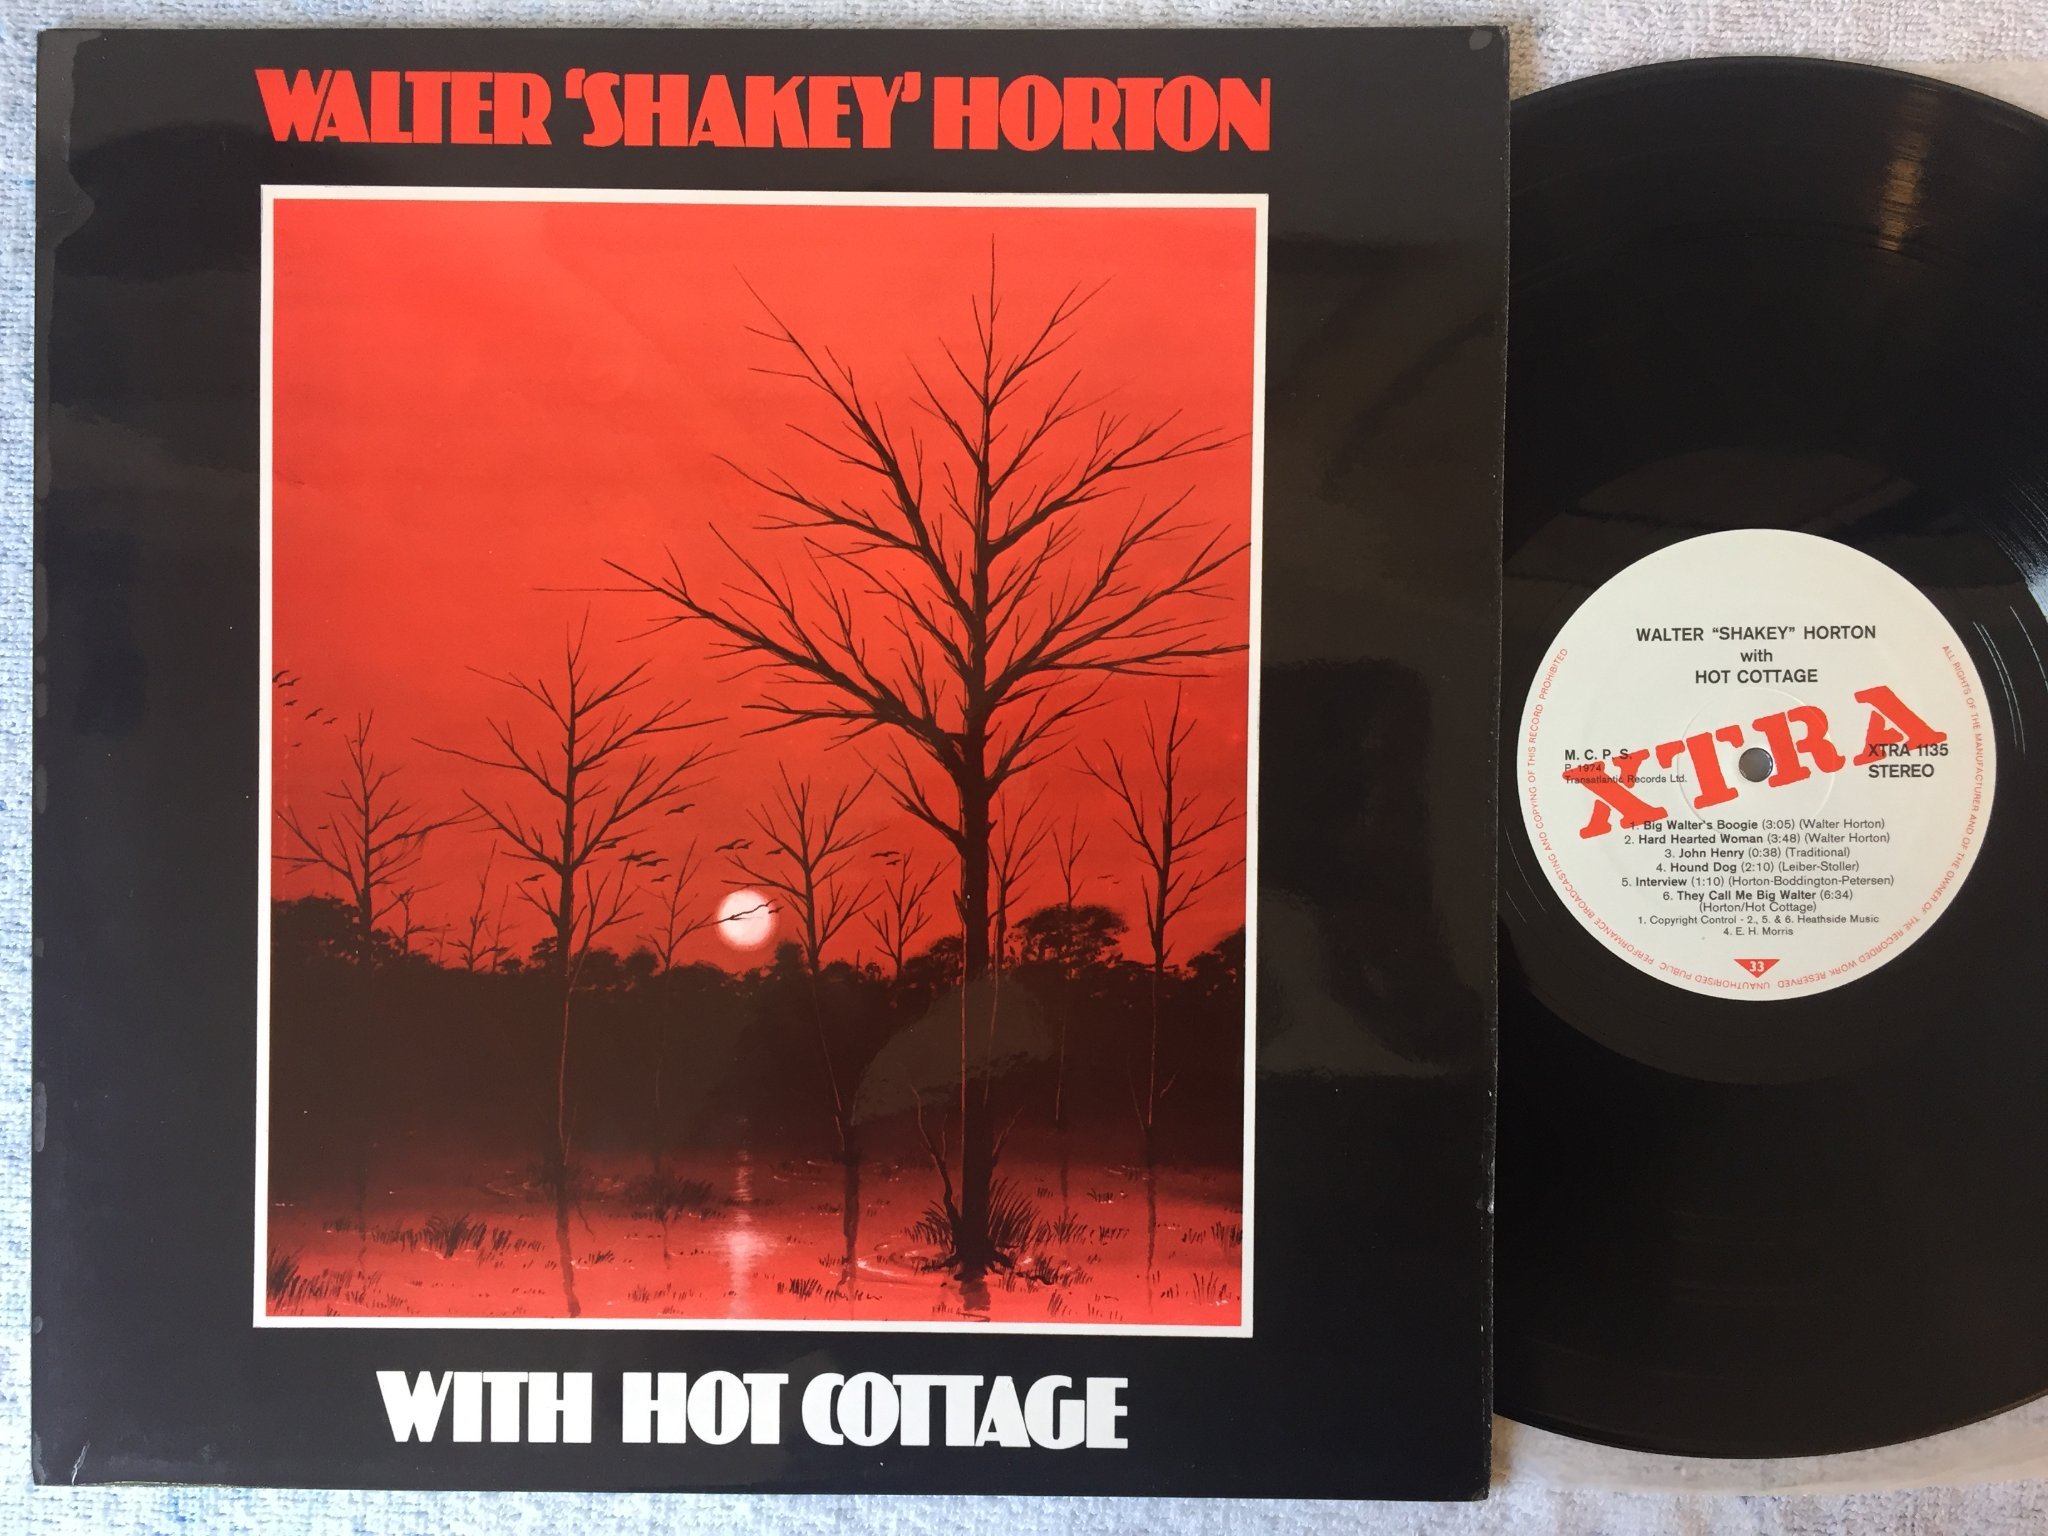 WALTER 'SHAKEY' HORTON
WITH HOT COTTAGE
WALTER "SHAKEY" HORTON
with
HOT COTTAGE
XTRA
M. C. P. S.
P. 1974
Transatlantic Records Ltd.
XTRA 1135
STEREO
1. Big Walter's Boogie (3:05) (Walter Horton)
2. Hard Hearted Woman (3:48) (Walter Horton)
3. John Henry (0:38) (Traditional)
4. Hound Dog (2:10) (Leiber-Stoller)
5. Interview (1:10) (Horton-Boddington-Petersen)
6. They Call Me Big Walter (6:34)
(Horton/Hot Cottage)
1. Copyright Control - 2., 5. & 6. Heathside Music
4. E. H. Morris
33
ALL RIGHTS OF THE MANUFACTURER AND OF THE OWNER OF THE RECORDED WORK RESERVED UNAUTHORISED PUBLIC PERFORMANCE BROADCASTING AND COPYING OF THIS RECORD PROHIBITED